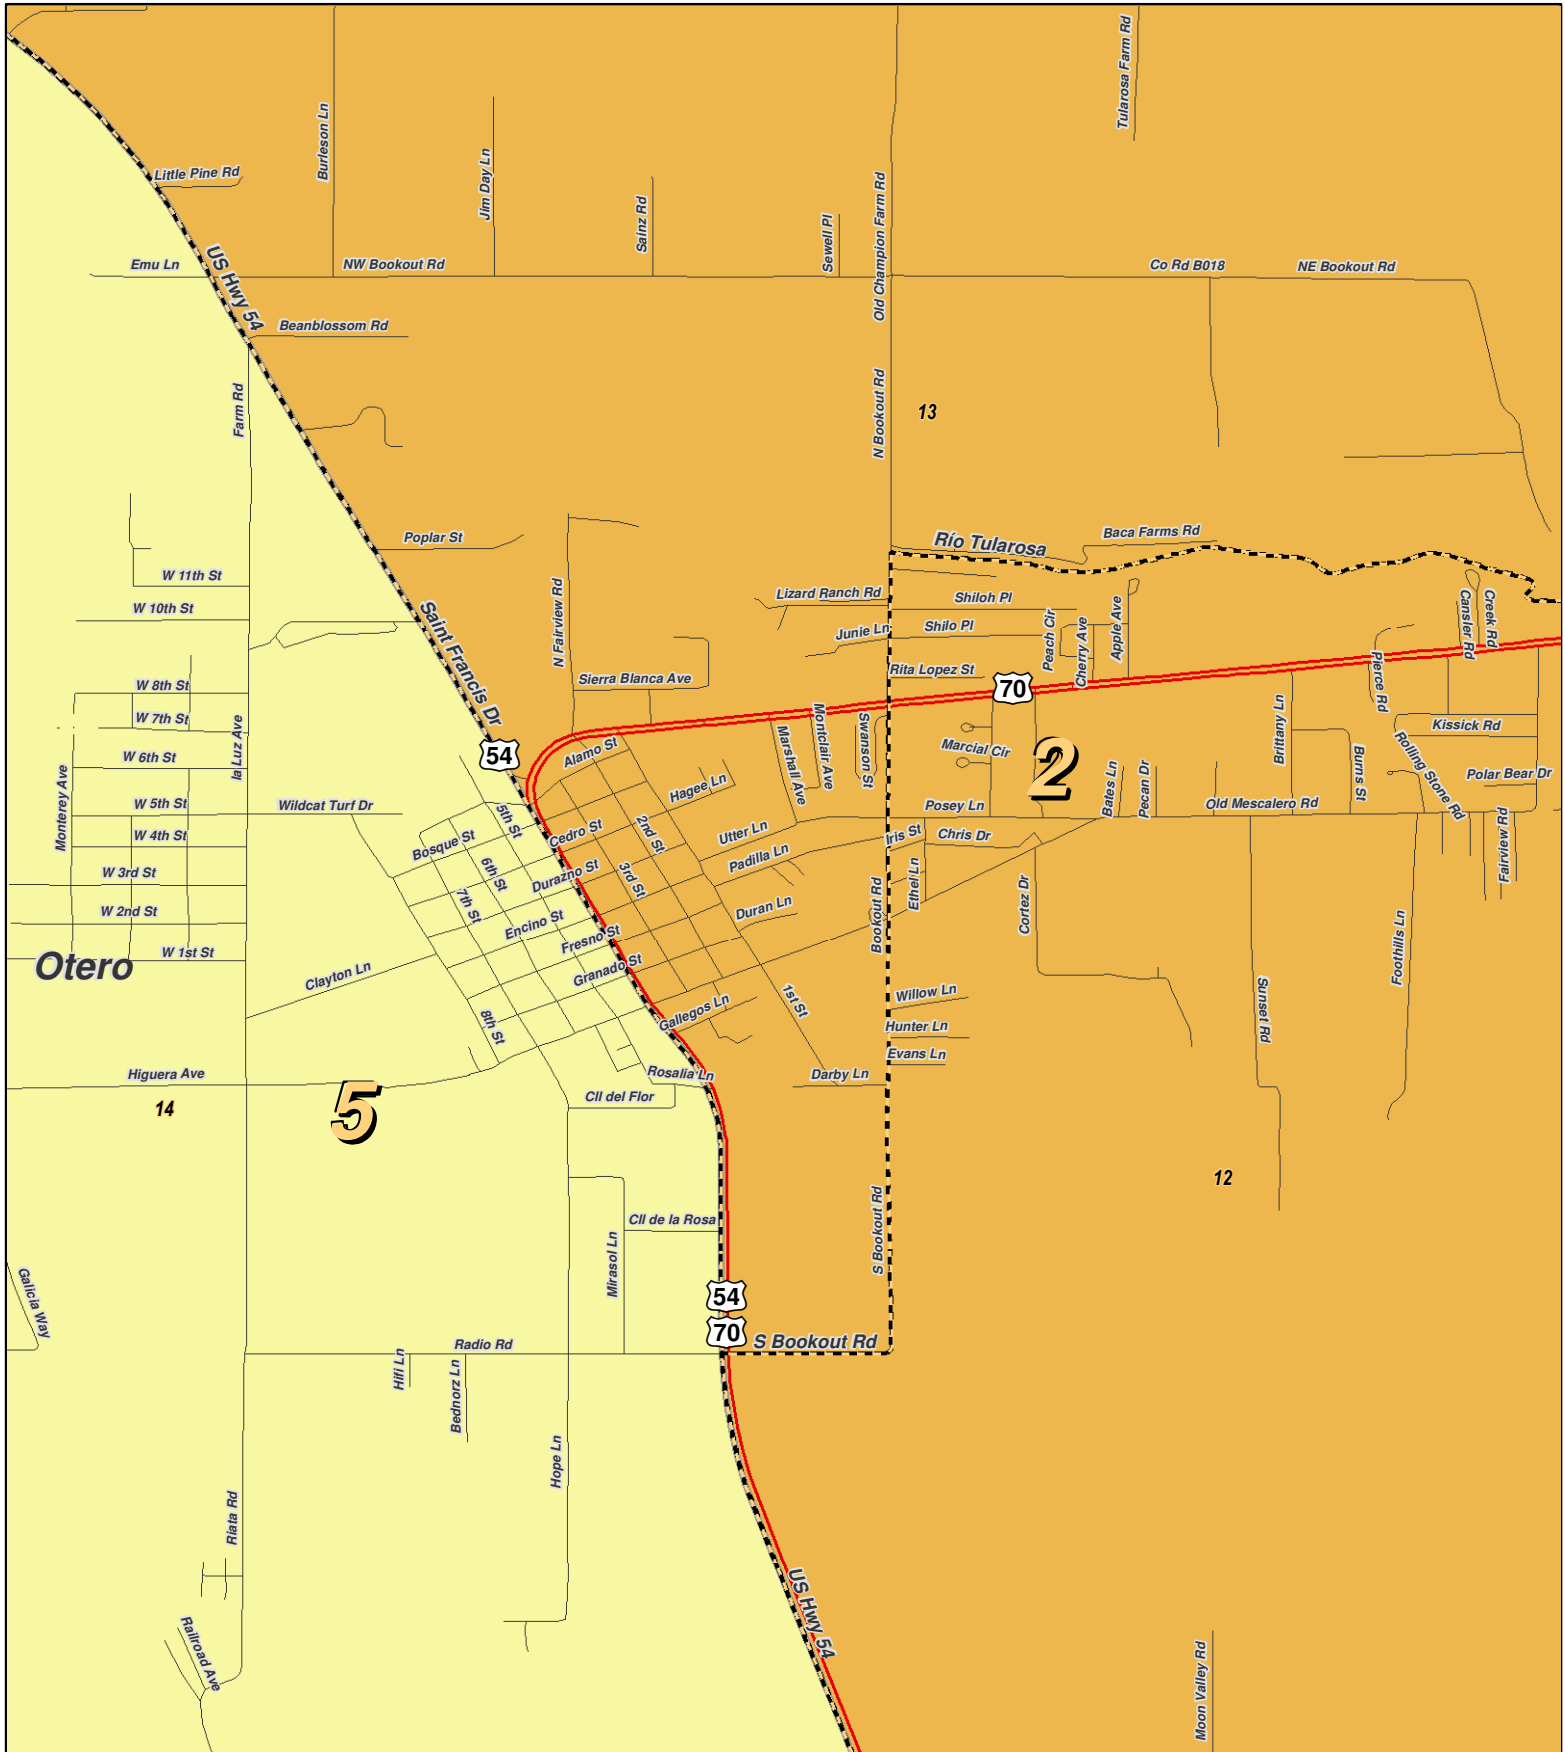 Tularosa Farm Rd
Burleson Ln
Jim Day Ln
Little Pine Rd
Sainz Rd
Sewell Pl
Old Champion Farm Rd
US Hwy 54
Emu Ln
NW Bookout Rd
Co Rd B018
NE Bookout Rd
Beanblossom Rd
Farm Rd
N Bookout Rd
13
Poplar St
Río Tularosa
Baca Farms Rd
W 11th St
W 10th St
Saint Francis Dr
N Fairview Rd
Lizard Ranch Rd
Shiloh Pl
Junie Ln
Shilo Pl
Peach Cir
Cherry Ave
Apple Ave
Cansler Rd
Creek Rd
Pierce Rd
Rita Lopez St
Sierra Blanca Ave
70
W 8th St
W 7th St
la Luz Ave
W 6th St
Monterey Ave
54
Alamo St
Marshall Ave
Montclair Ave
Swanson St
Marcial Cir
2
Brittany Ln
Burns St
Kissick Rd
Rolling Stone Rd
Polar Bear Dr
Hagee Ln
W 5th St
Wildcat Turf Dr
W 4th St
5th St
Cedro St
2nd St
Utter Ln
Posey Ln
Bates Ln
Pecan Dr
Old Mescalero Rd
Iris St
Chris Dr
Fairview Rd
Bosque St
6th St
Durazno St
3rd St
Padilla Ln
W 3rd St
7th St
Ethel Ln
Cortez Dr
W 2nd St
Encino St
Duran Ln
Bookout Rd
Foothills Ln
W 1st St
Fresno St
Otero
Clayton Ln
Granado St
1st St
Willow Ln
Sunset Rd
8th St
Gallegos Ln
Hunter Ln
Evans Ln
Higuera Ave
Rosalia Ln
Darby Ln
14
5
Cll del Flor
12
Cll de la Rosa
S Bookout Rd
Mirasol Ln
Galicia Way
54
70
S Bookout Rd
Radio Rd
Hifi Ln
Bednorz Ln
Hope Ln
Riata Rd
US Hwy 54
Railroad Ave
Moon Valley Rd